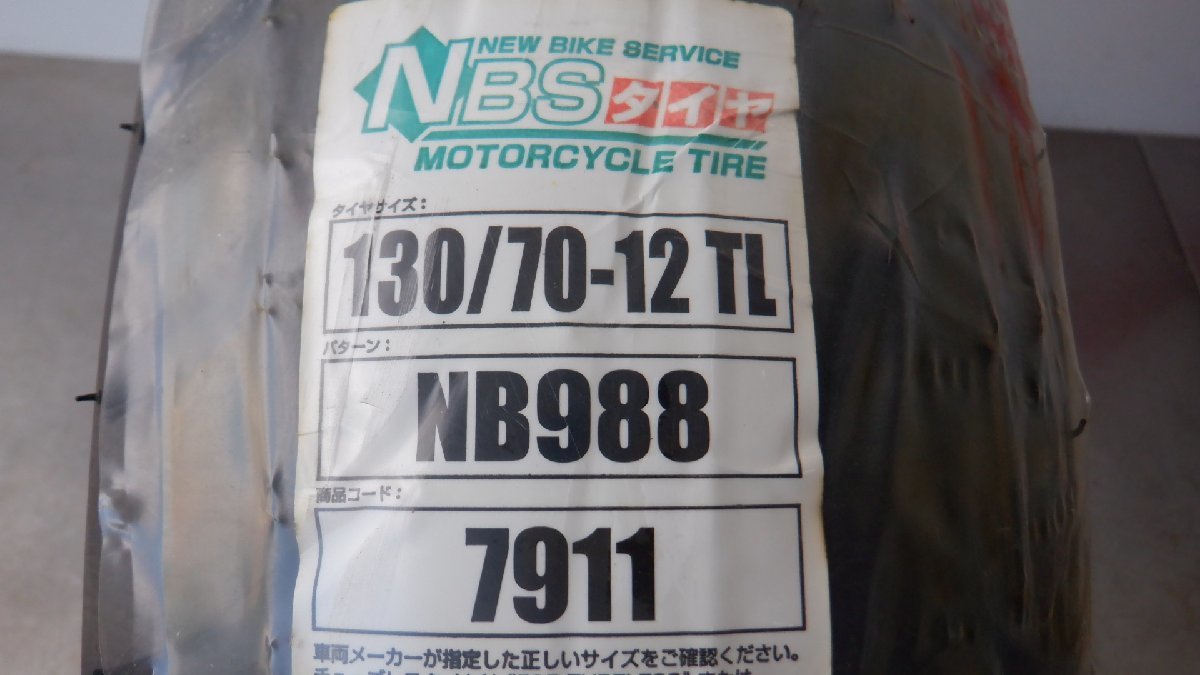 NEW BIKE SERVICE
NBSタイヤ
MOTORCYCLE TIRE
タイヤサイズ:
130/70-12 TL
パターン:
NB988
商品コード:
7911
車両メーカーが指定した正しいサイズをご確認ください。